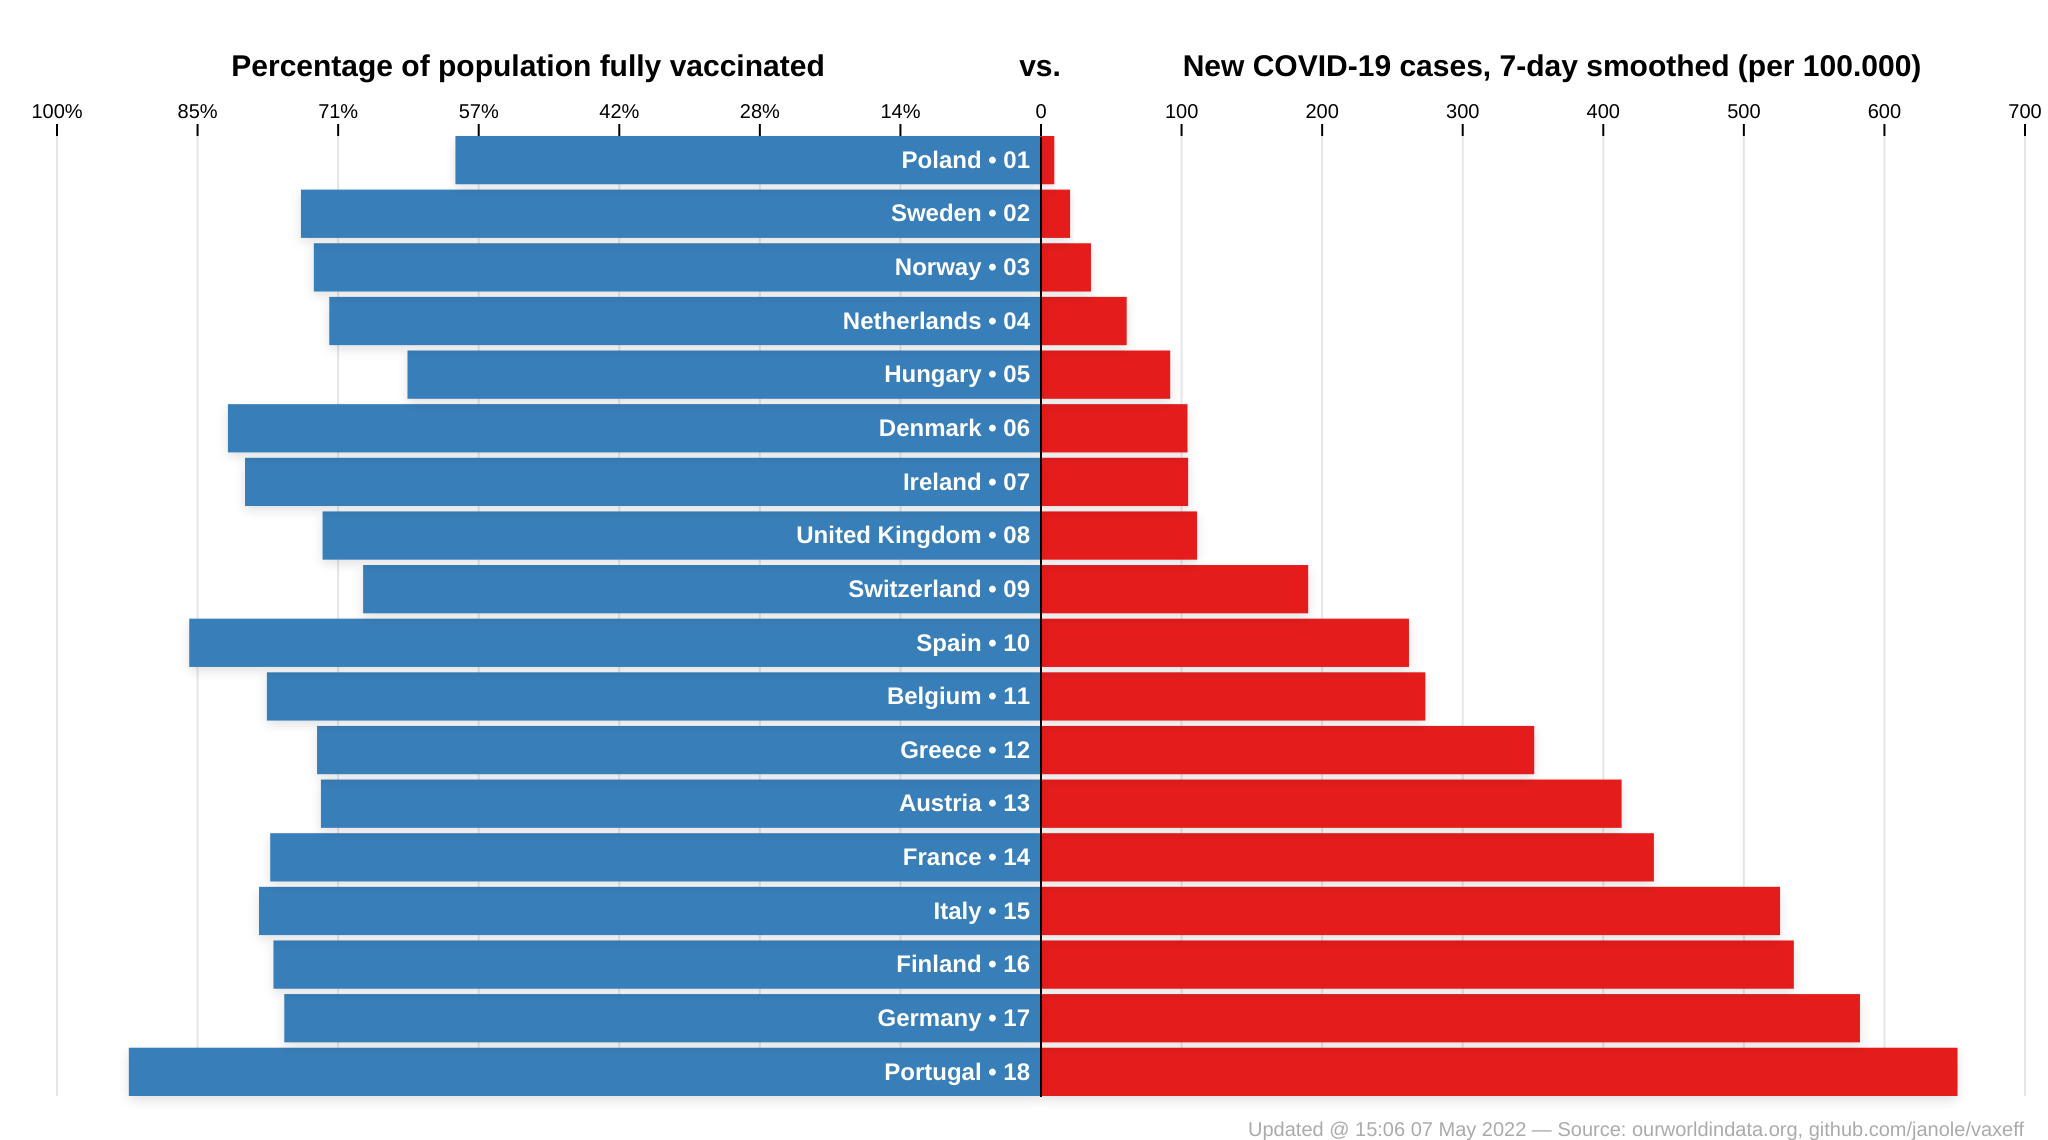 Percentage of population fully vaccinated vs. New COVID-19 cases, 7-day smoothed (per 100.000)
100% 85% 71% 57% 42% 28% 14% 0 100 200 300 400 500 600 700
Poland • 01
Sweden • 02
Norway • 03
Netherlands • 04
Hungary • 05
Denmark • 06
Ireland • 07
United Kingdom • 08
Switzerland • 09
Spain • 10
Belgium • 11
Greece • 12
Austria • 13
France • 14
Italy • 15
Finland • 16
Germany • 17
Portugal • 18
Updated @ 15:06 07 May 2022 — Source: ourworldindata.org, github.com/janole/vaxeff